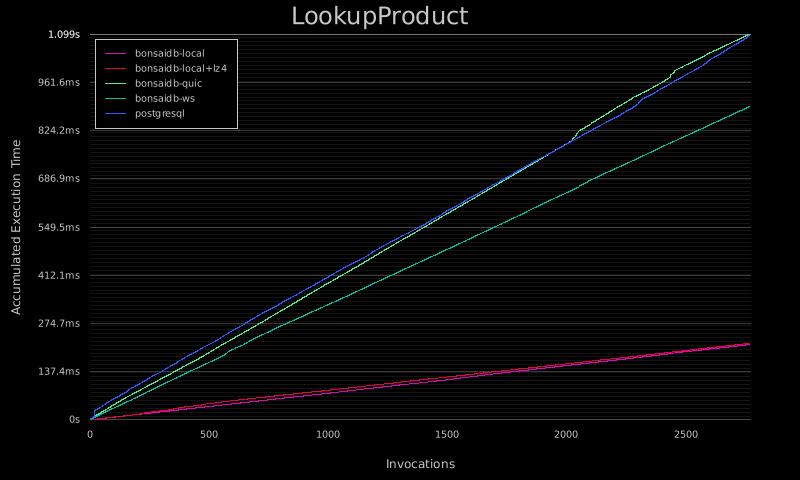 LookupProduct
1.099s
961.6ms
824.2ms
686.9ms
549.5ms
412.1ms
274.7ms
137.4ms
0s
bonsaidb-local
bonsaidb-local+lz4
bonsaidb-quic
bonsaidb-ws
postgresql
Accumulated Execution Time
0 500 1000 1500 2000 2500
Invocations